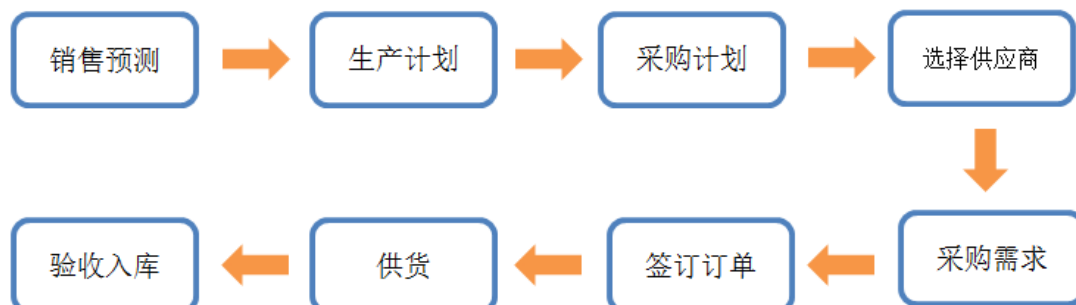 销售预测
生产计划
采购计划
选择供应商
采购需求
签订订单
供货
验收入库